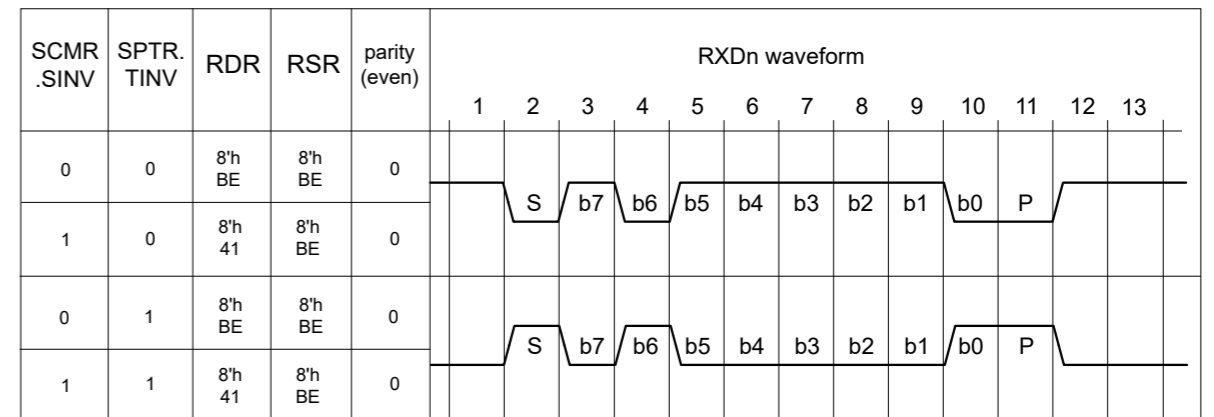 SCMR .SINV SPTR. TINV RDR RSR parity (even) RXDn waveform
1 2 3 4 5 6 7 8 9 10 11 12 13
0 0 8'h BE 8'h BE 0
S b7 b6 b5 b4 b3 b2 b1 b0 P
1 0 8'h 41 8'h BE 0
0 1 8'h BE 8'h BE 0
S b7 b6 b5 b4 b3 b2 b1 b0 P
1 1 8'h 41 8'h BE 0